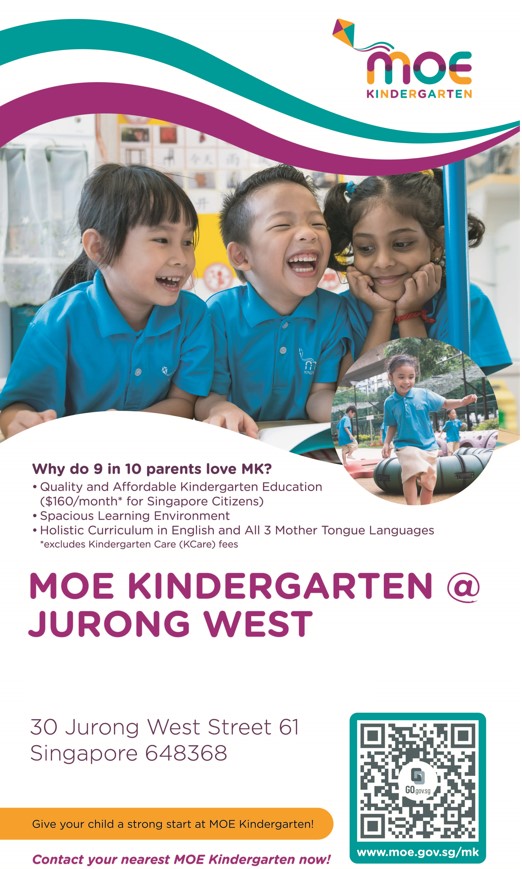 moe
KINDERGARTEN
Why do 9 in 10 parents love MK?
• Quality and Affordable Kindergarten Education
($160/month* for Singapore Citizens)
• Spacious Learning Environment
• Holistic Curriculum in English and All 3 Mother Tongue Languages
*excludes Kindergarten Care (KCare) fees
MOE KINDERGARTEN @
JURONG WEST
30 Jurong West Street 61
Singapore 648368
GO.gov.sg
Give your child a strong start at MOE Kindergarten!
www.moe.gov.sg/mk
Contact your nearest MOE Kindergarten now!